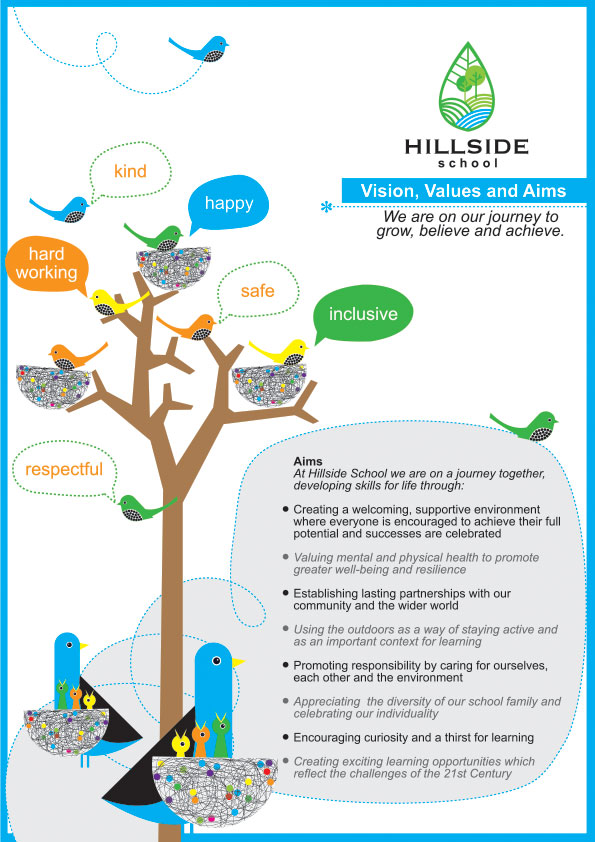 HILLSIDE
school
Vision, Values and Aims
We are on our journey to
grow, believe and achieve.
kind
happy
hard
working
safe
inclusive
respectful
Aims
At Hillside School we are on a journey together,
developing skills for life through:
• Creating a welcoming, supportive environment
where everyone is encouraged to achieve their full
potential and successes are celebrated
• Valuing mental and physical health to promote
greater well-being and resilience
• Establishing lasting partnerships with our
community and the wider world
• Using the outdoors as a way of staying active and
as an important context for learning
• Promoting responsibility by caring for ourselves,
each other and the environment
• Appreciating the diversity of our school family and
celebrating our individuality
• Encouraging curiosity and a thirst for learning
• Creating exciting learning opportunities which
reflect the challenges of the 21st Century